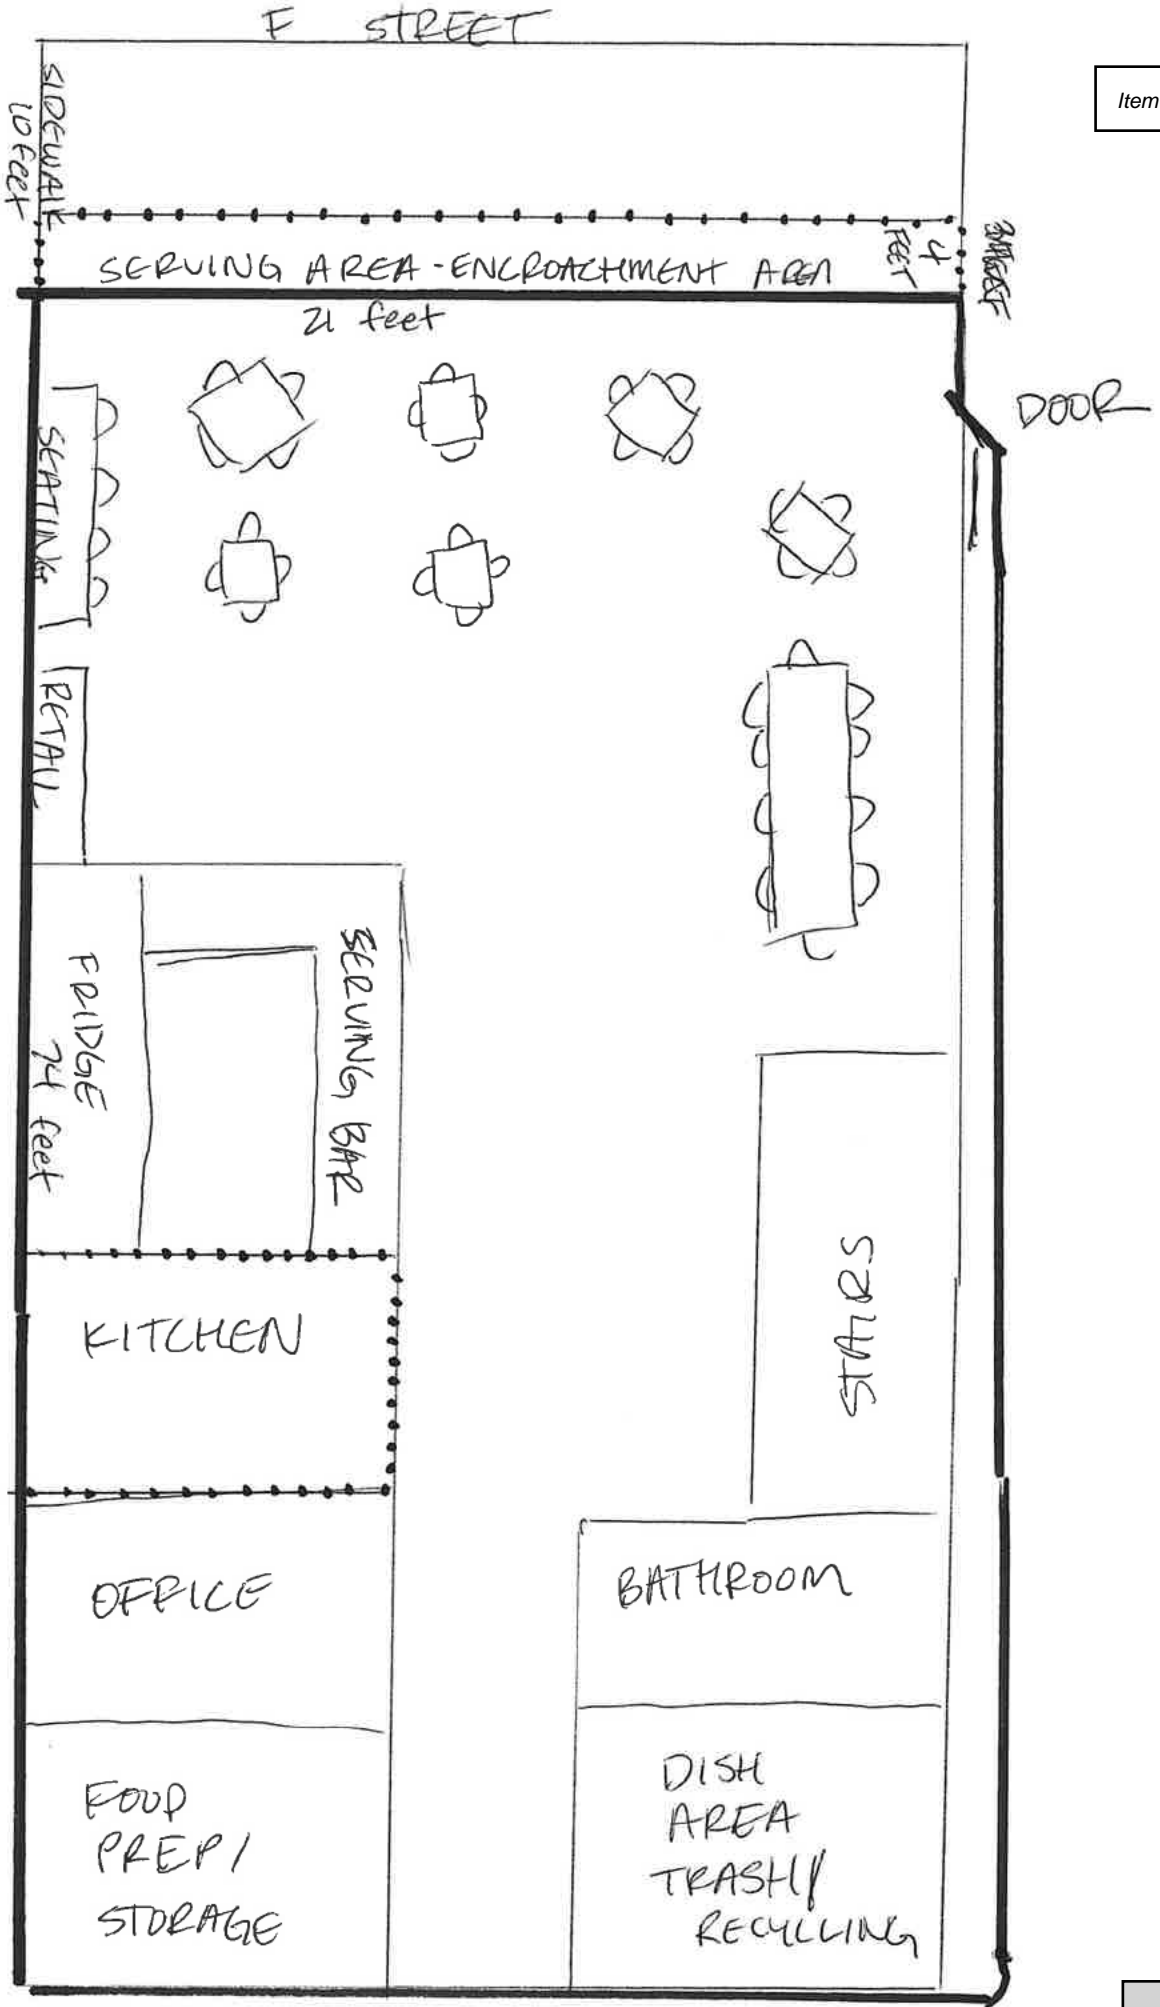 F STREET
Item
SIDEWALK
10 feet
SERVING AREA-ENCROACHMENT AREA
4
FEET
21 feet
DOOR
SEATING
RETAIL
FRIDGE
74 feet
SERVING BAR
KITCHEN
STAIRS
OFFICE
BATHROOM
FOOD
PREP/
STORAGE
DISH
AREA
TRASH/
RECYCLING